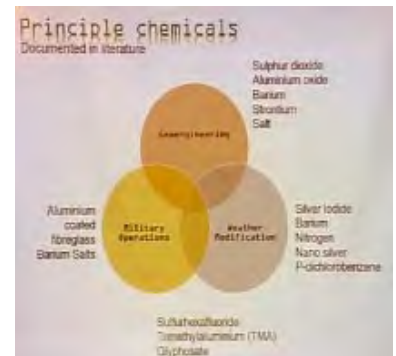 Principle chemicals
Documented in literature
Sulphur dioxide
Aluminium oxide
Barium
Strontium
Salt
Geoengineering
Aluminium
coated
fibreglass
Barium Salts
Military
Operations
Weather
Modification
Silver Iodide
Barium
Nitrogen
Nano silver
P-dichlorobenzene
Sulfurhexafluoride
Trimethylaluminium (TMA)
Glyphosate